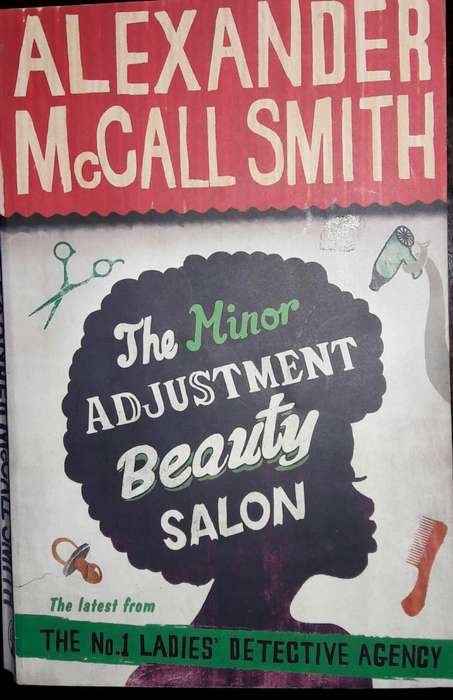 ALEXANDER
McCALL SMITH
The Minor
ADJUSTMENT
Beauty
SALON
The latest from
THE No.1 LADIES' DETECTIVE AGENCY